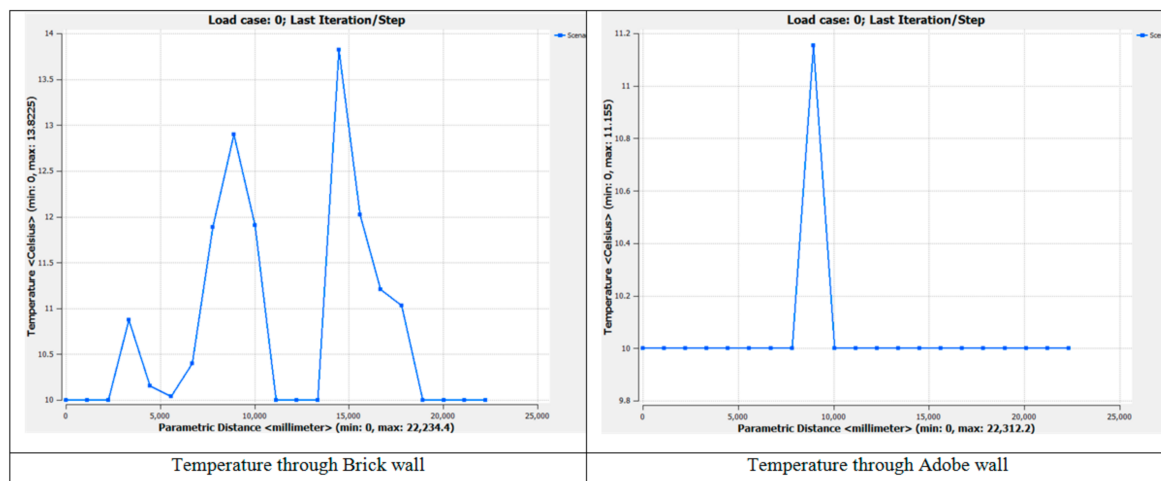 Load case: 0; Last Iteration/Step
Temperature <Celsius> (min: 0, max: 13.8225)
14
13.5
13
12.5
12
11.5
11
10.5
10
0
5,000
10,000
15,000
20,000
25,000
Parametric Distance <millimeter> (min: 0, max: 22,234.4)
Scena
Temperature through Brick wall
Load case: 0; Last Iteration/Step
Temperature <Celsius> (min: 0, max: 11.155)
11.2
11
10.8
10.6
10.4
10.2
10
9.8
0
5,000
10,000
15,000
20,000
25,000
Parametric Distance <millimeter> (min: 0, max: 22,312.2)
Sce
Temperature through Adobe wall